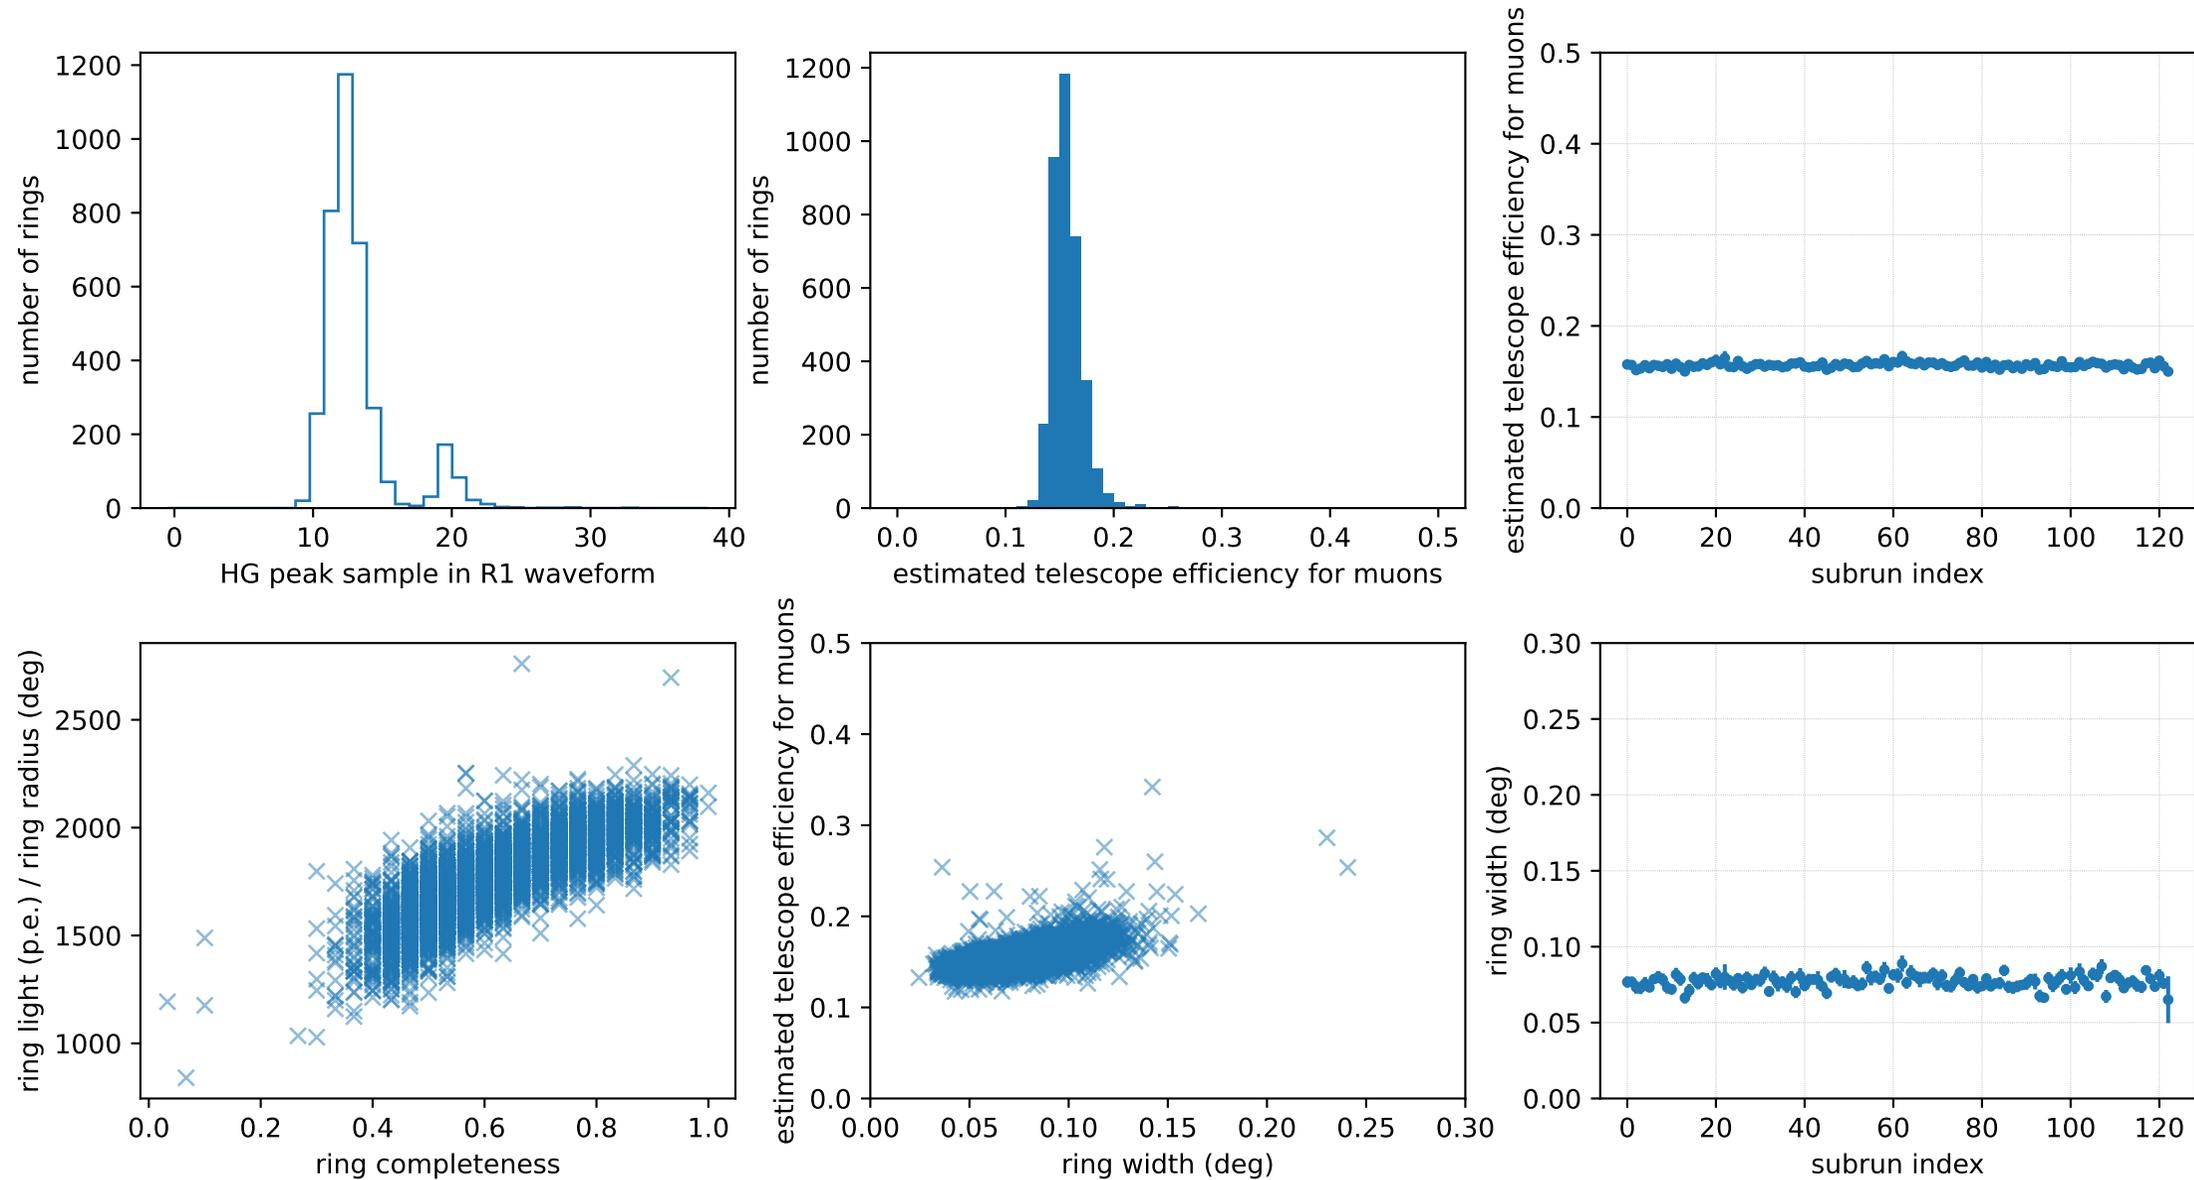 1200
1000
800
600
400
200
0
number of rings
0 10 20 30 40
HG peak sample in R1 waveform
1200
1000
800
600
400
200
0
number of rings
0.0 0.1 0.2 0.3 0.4 0.5
estimated telescope efficiency for muons
0.5
0.4
0.3
0.2
0.1
0.0
estimated telescope efficiency for muons
0 20 40 60 80 100 120
subrun index
2500
2000
1500
1000
ring light (p.e.) / ring radius (deg)
0.0 0.2 0.4 0.6 0.8 1.0
ring completeness
0.5
0.4
0.3
0.2
0.1
0.0
estimated telescope efficiency for muons
0.00 0.05 0.10 0.15 0.20 0.25 0.30
ring width (deg)
0.30
0.25
0.20
0.15
0.10
0.05
0.00
ring width (deg)
0 20 40 60 80 100 120
subrun index